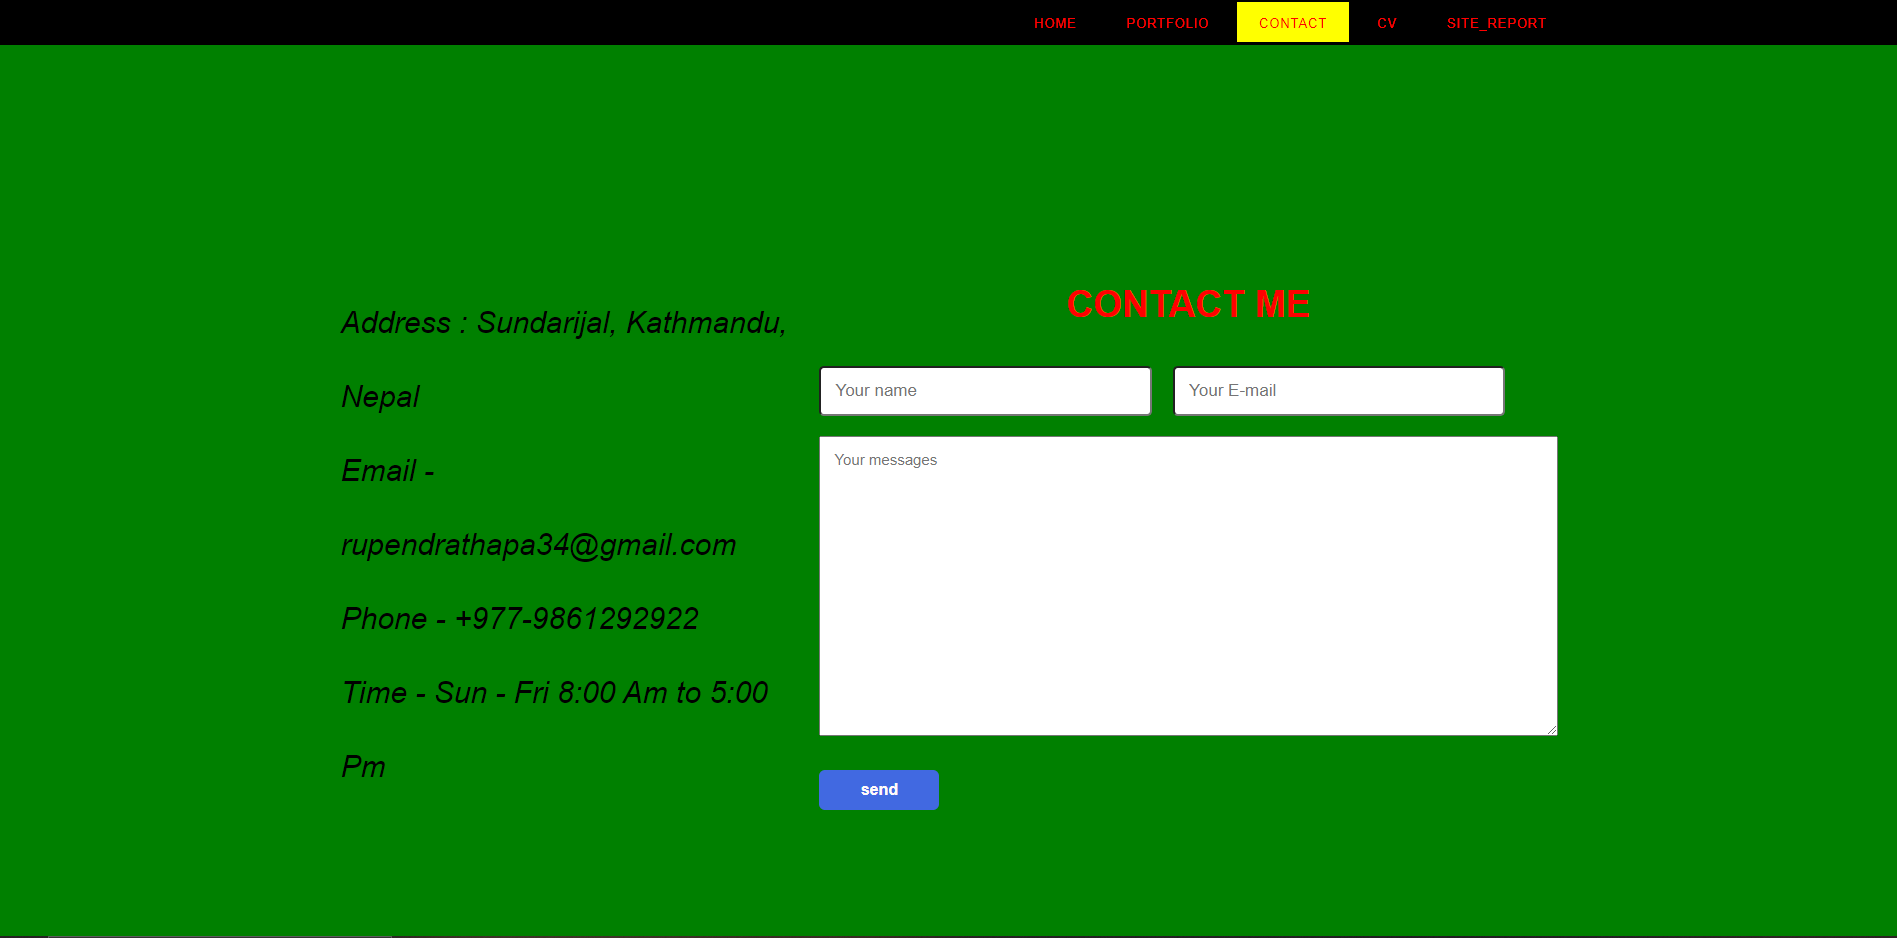 HOME PORTFOLIO CONTACT CV SITE_REPORT
Address : Sundarijal, Kathmandu,
Nepal
Email -
rupendrathapa34@gmail.com
Phone - +977-9861292922
Time - Sun - Fri 8:00 Am to 5:00
Pm
CONTACT ME
Your name Your E-mail
Your messages
send